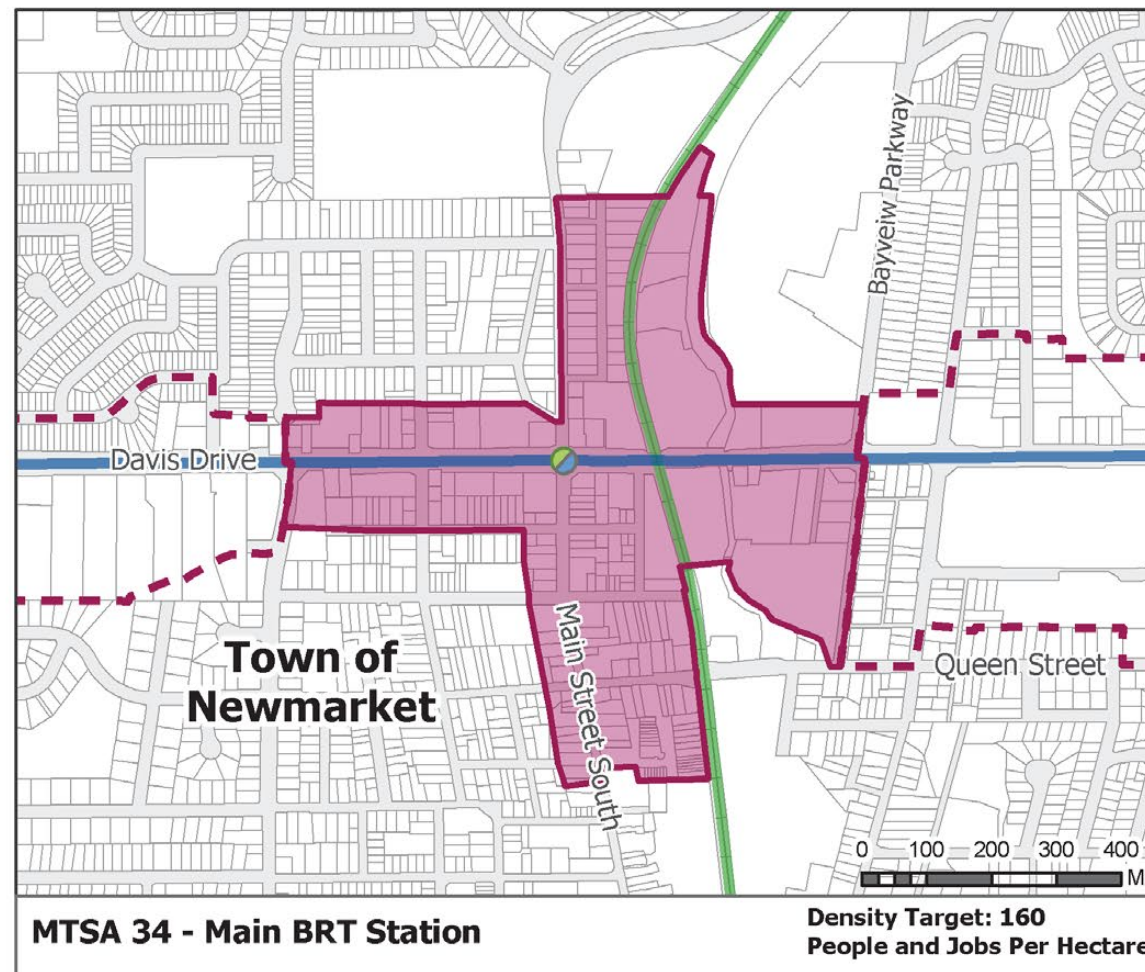 Bayveiw Parkway
Davis Drive
Town of
Newmarket
Main Street South
Queen Street
0 100 200 300 400
M
MTSA 34 - Main BRT Station
Density Target: 160
People and Jobs Per Hectare